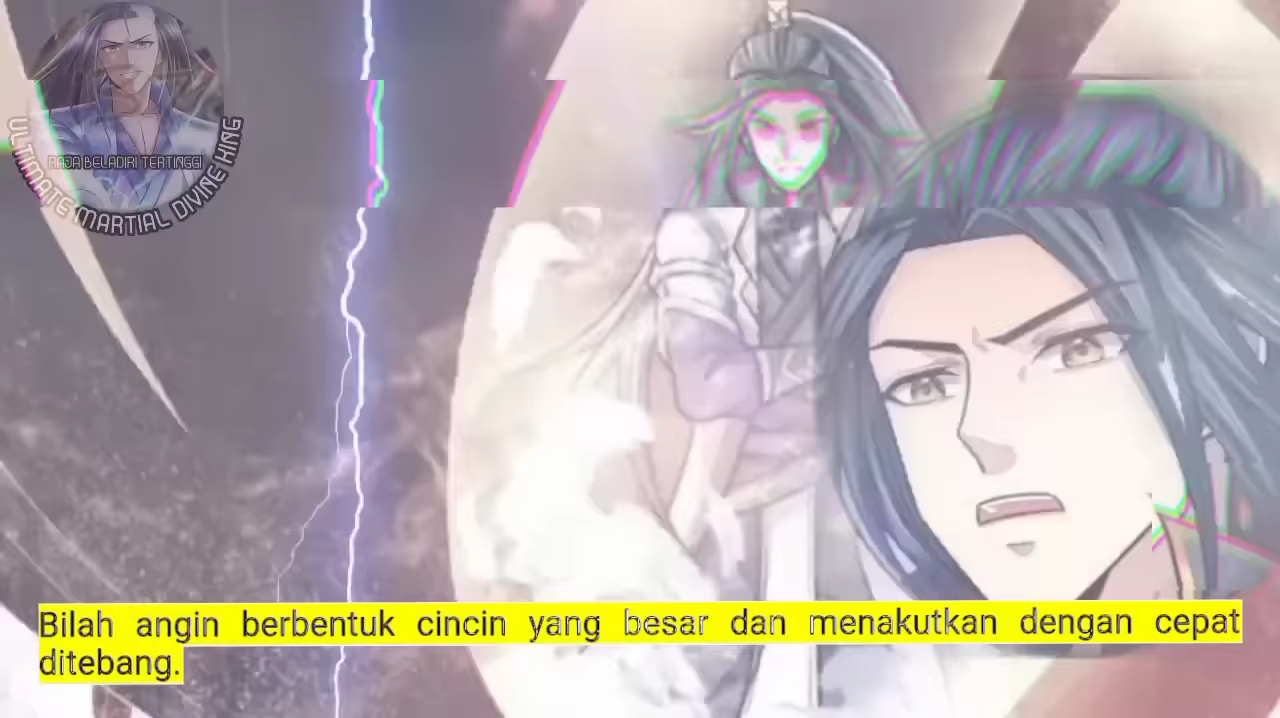 RAJA BELADIRI TERTINGGI
ULTIMATE MARTIAL DIVINE KING
Bilah angin berbentuk cincin yang besar dan menakutkan dengan cepat
ditebang.